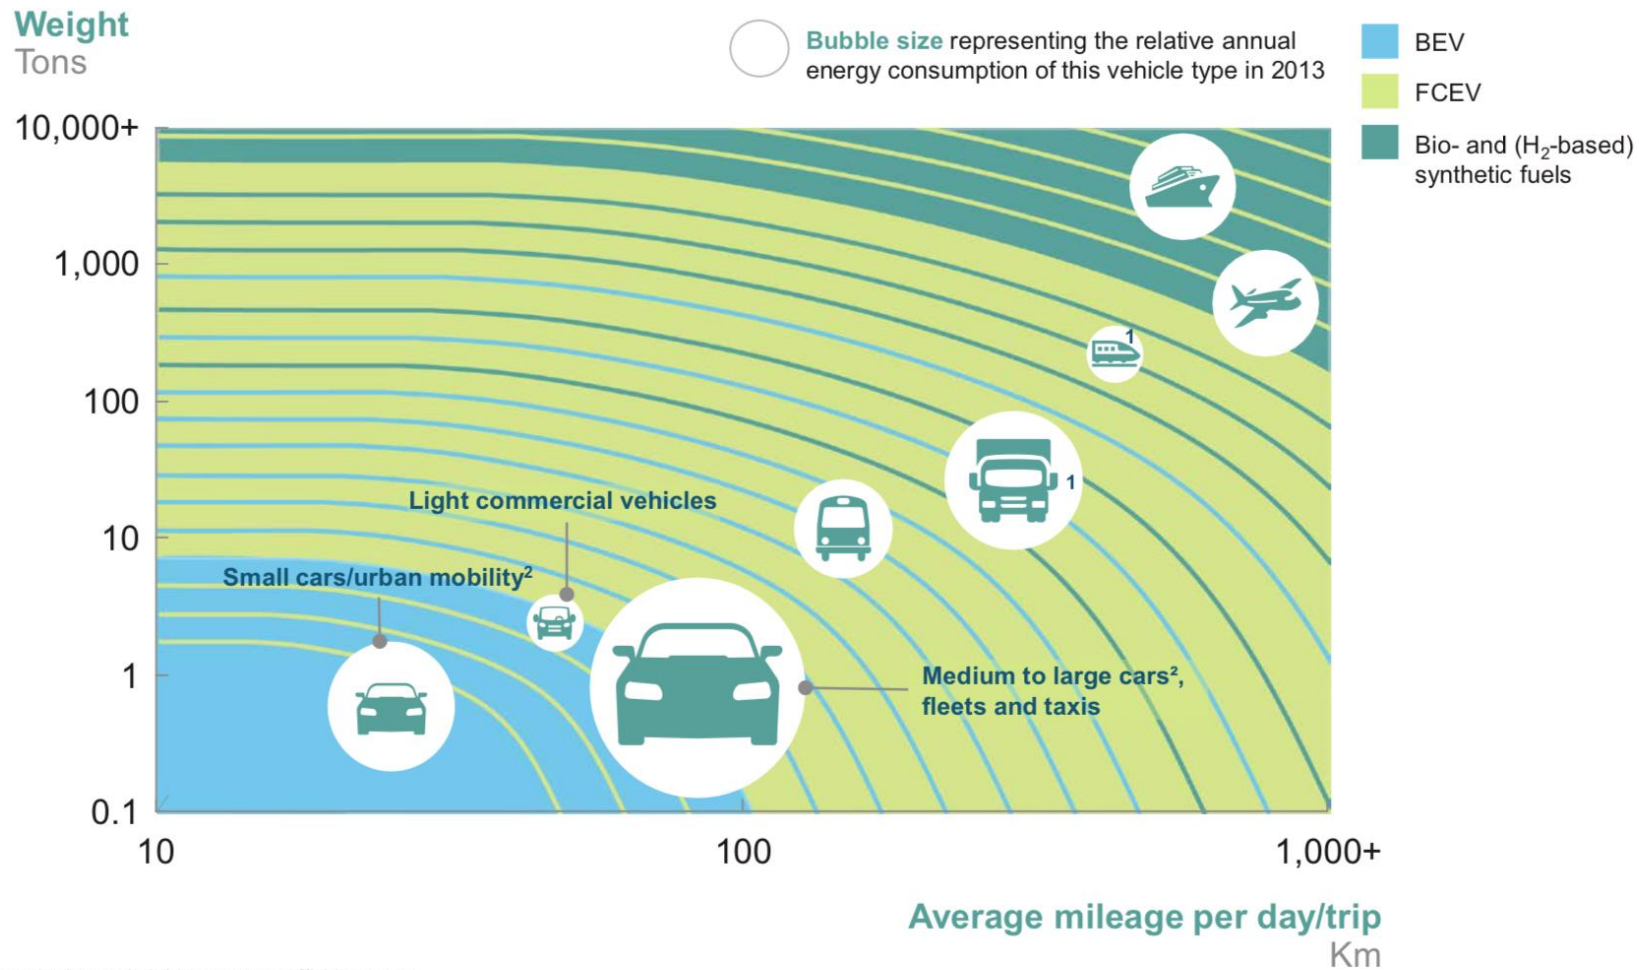 Weight
Tons
Bubble size representing the relative annual
energy consumption of this vehicle type in 2013
BEV
FCEV
Bio- and (H₂-based)
synthetic fuels
10,000+
1,000
100
10
1
0.1
1
1
Light commercial vehicles
Small cars/urban mobility²
Medium to large cars²,
fleets and taxis
10
100
1,000+
Average mileage per day/trip
Km